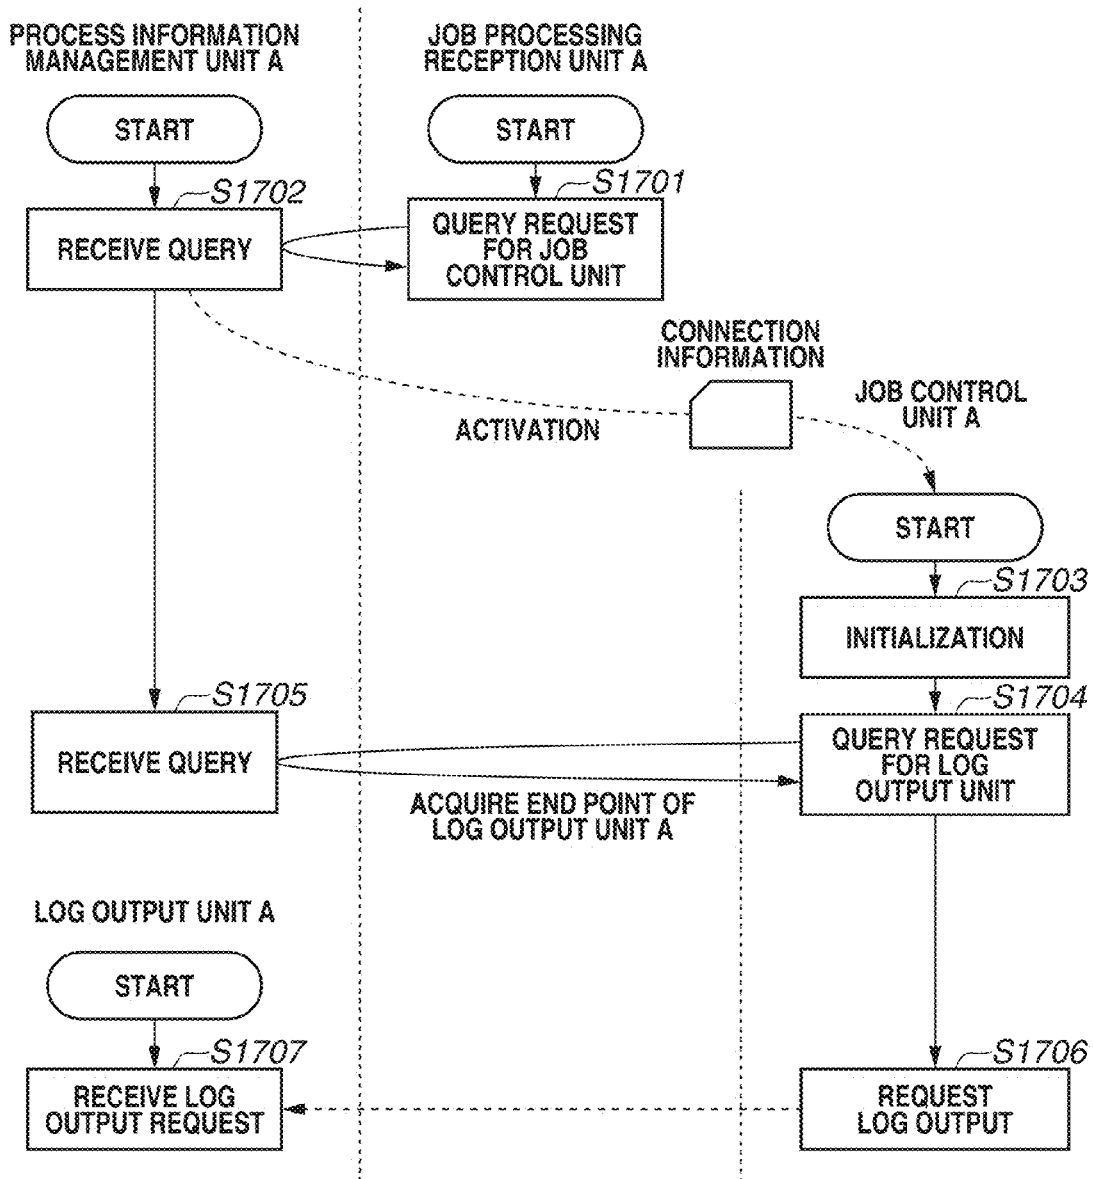 PROCESS INFORMATION
MANAGEMENT UNIT A
JOB PROCESSING
RECEPTION UNIT A
START
START
S1702
S1701
RECEIVE QUERY
QUERY REQUEST
FOR JOB
CONTROL UNIT
CONNECTION
INFORMATION
JOB CONTROL
UNIT A
ACTIVATION
START
S1703
INITIALIZATION
S1705
S1704
RECEIVE QUERY
QUERY REQUEST
FOR LOG
OUTPUT UNIT
ACQUIRE END POINT OF
LOG OUTPUT UNIT A
LOG OUTPUT UNIT A
START
S1707
S1706
RECEIVE LOG
OUTPUT REQUEST
REQUEST
LOG OUTPUT